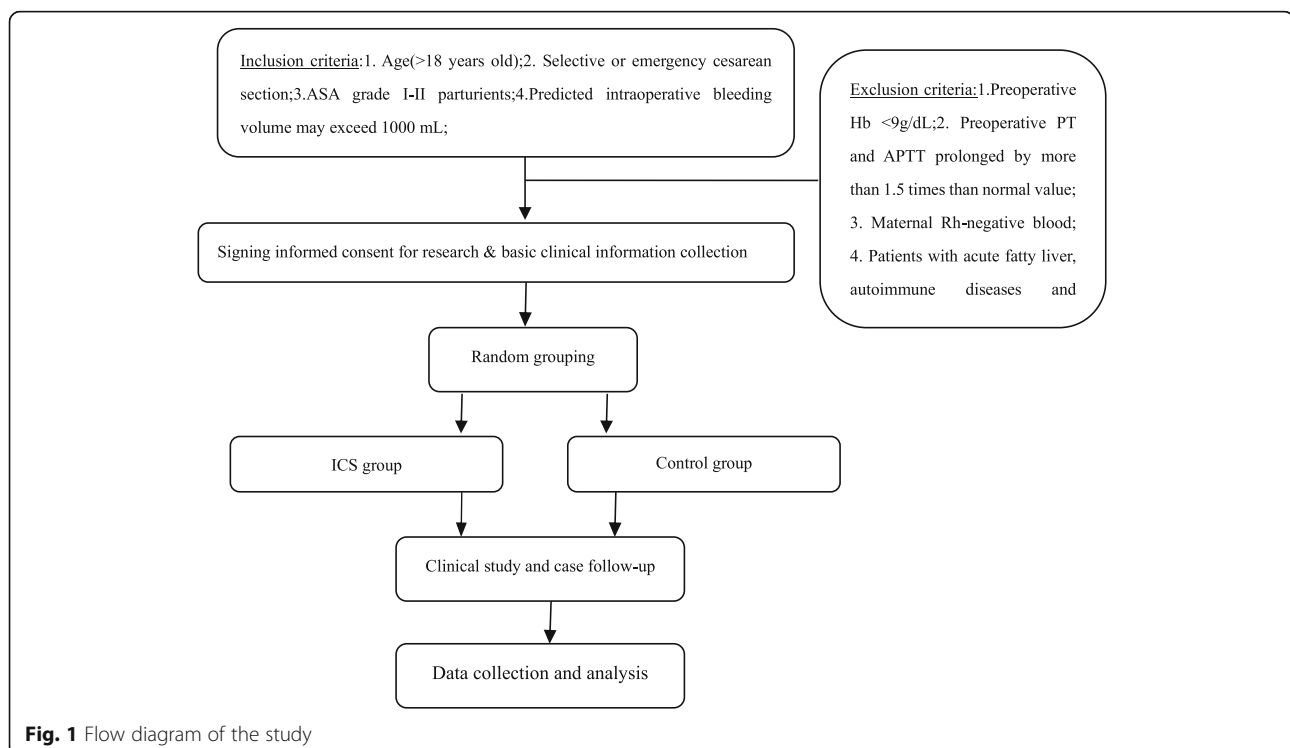 Inclusion criteria:1. Age(>18 years old);2. Selective or emergency cesarean
section;3.ASA grade I-II parturients;4.Predicted intraoperative bleeding
volume may exceed 1000 mL;
Exclusion criteria:1.Preoperative
Hb <9g/dL;2. Preoperative PT
and APTT prolonged by more
than 1.5 times than normal value;
3. Maternal Rh-negative blood;
4. Patients with acute fatty liver,
autoimmune diseases and
Signing informed consent for research & basic clinical information collection
Random grouping
ICS group
Control group
Clinical study and case follow-up
Data collection and analysis
Fig. 1 Flow diagram of the study